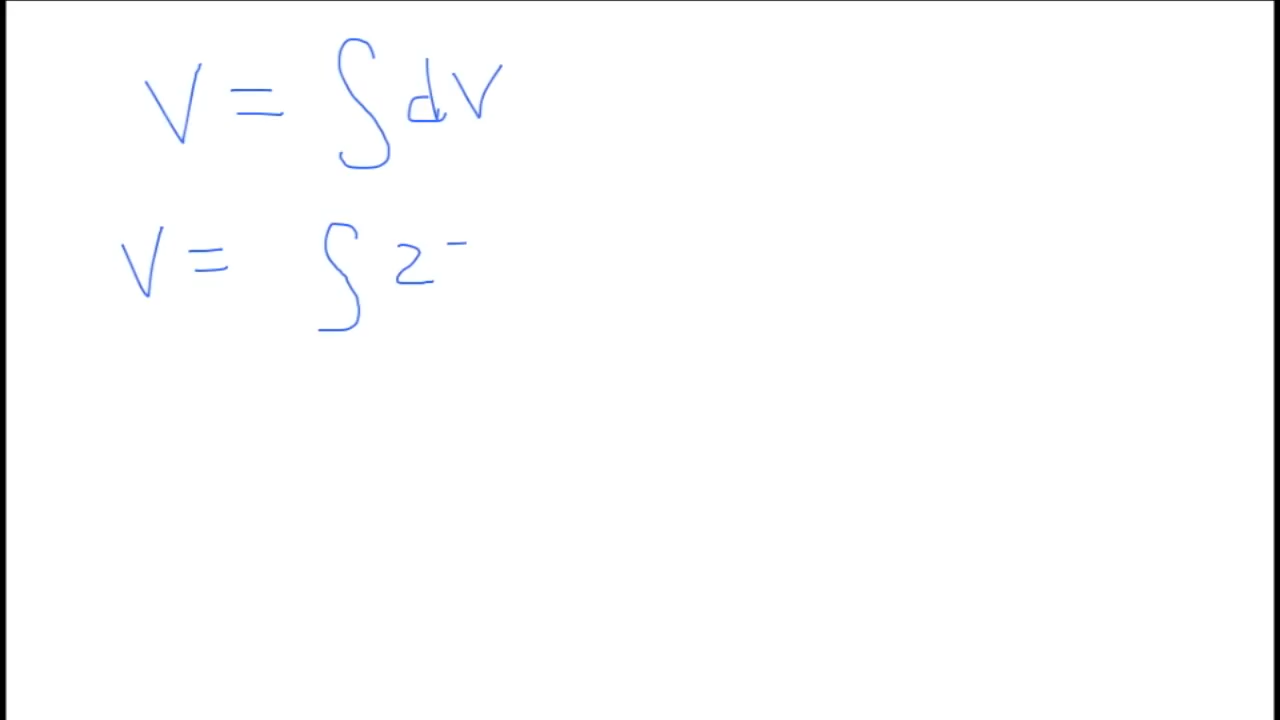 V = ∫ dV
V = ∫ 2 -